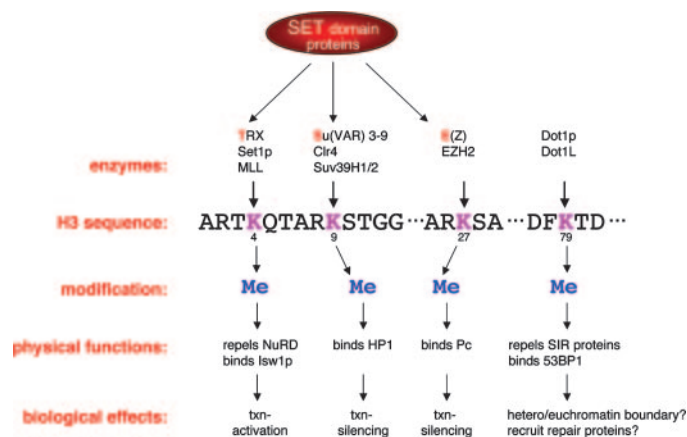 SET domain
proteins
enzymes:
TRX
Set1p
MLL
Su(VAR) 3-9
Clr4
Suv39H1/2
E(Z)
EZH2
Dot1p
Dot1L
H3 sequence:
ARTKQTARKSTGG···ARKSA···DFKTD···
4 9 27 79
modification:
Me Me Me Me
physical functions:
repels NuRD
binds Isw1p
binds HP1
binds Pc
repels SIR proteins
binds 53BP1
biological effects:
txn-
activation
txn-
silencing
txn-
silencing
hetero/euchromatin boundary?
recruit repair proteins?